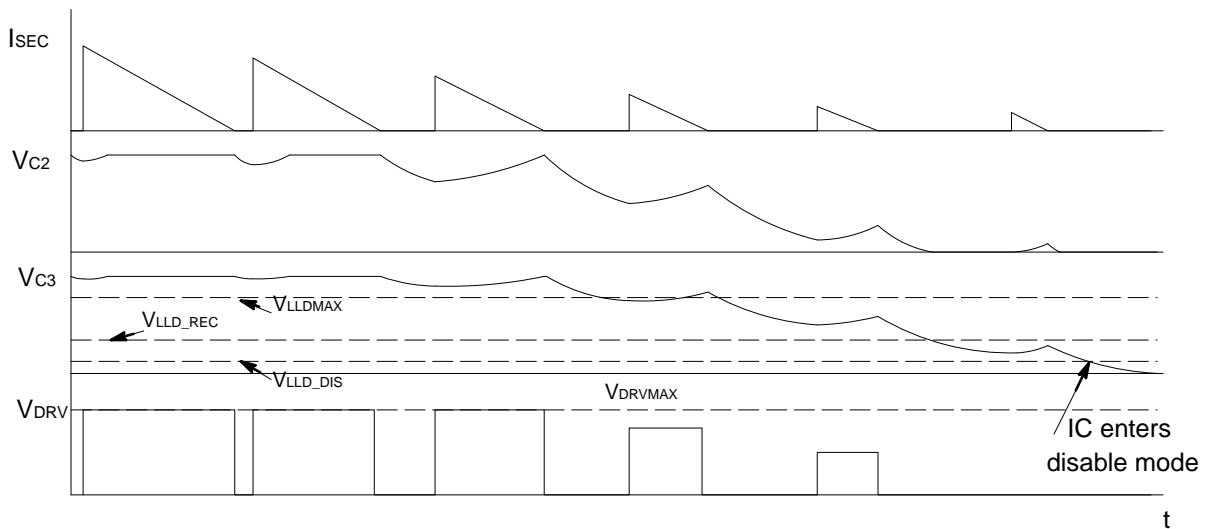 ISEC
VC2
VC3
VLLDMAX
VLLD_REC
VLLD_DIS
VDRVMAX
VDRV
IC enters
disable mode
t